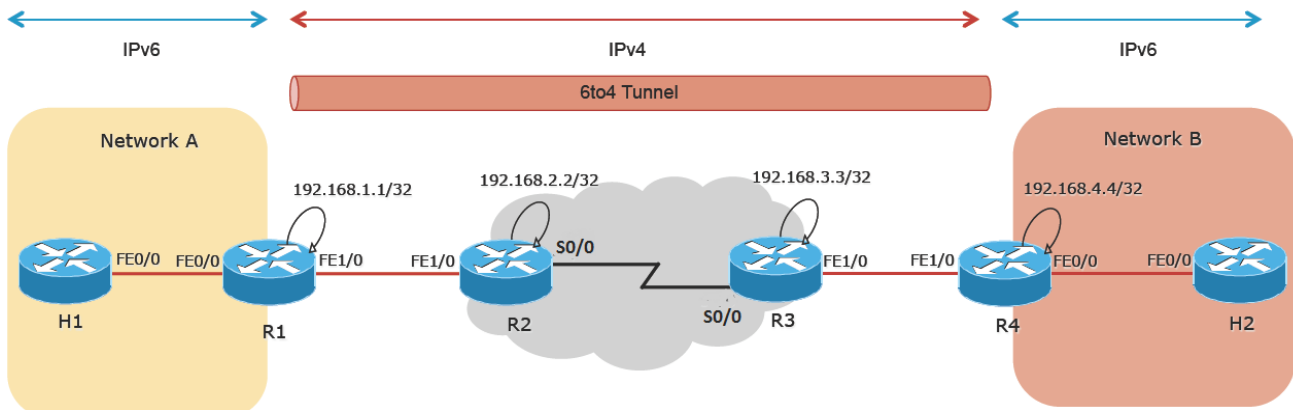 IPv6
IPv4
IPv6
6to4 Tunnel
Network A
Network B
192.168.1.1/32
192.168.2.2/32
192.168.3.3/32
192.168.4.4/32
FE0/0
FE0/0
FE1/0
FE1/0
S0/0
S0/0
FE1/0
FE1/0
FE0/0
FE0/0
H1
R1
R2
R3
R4
H2